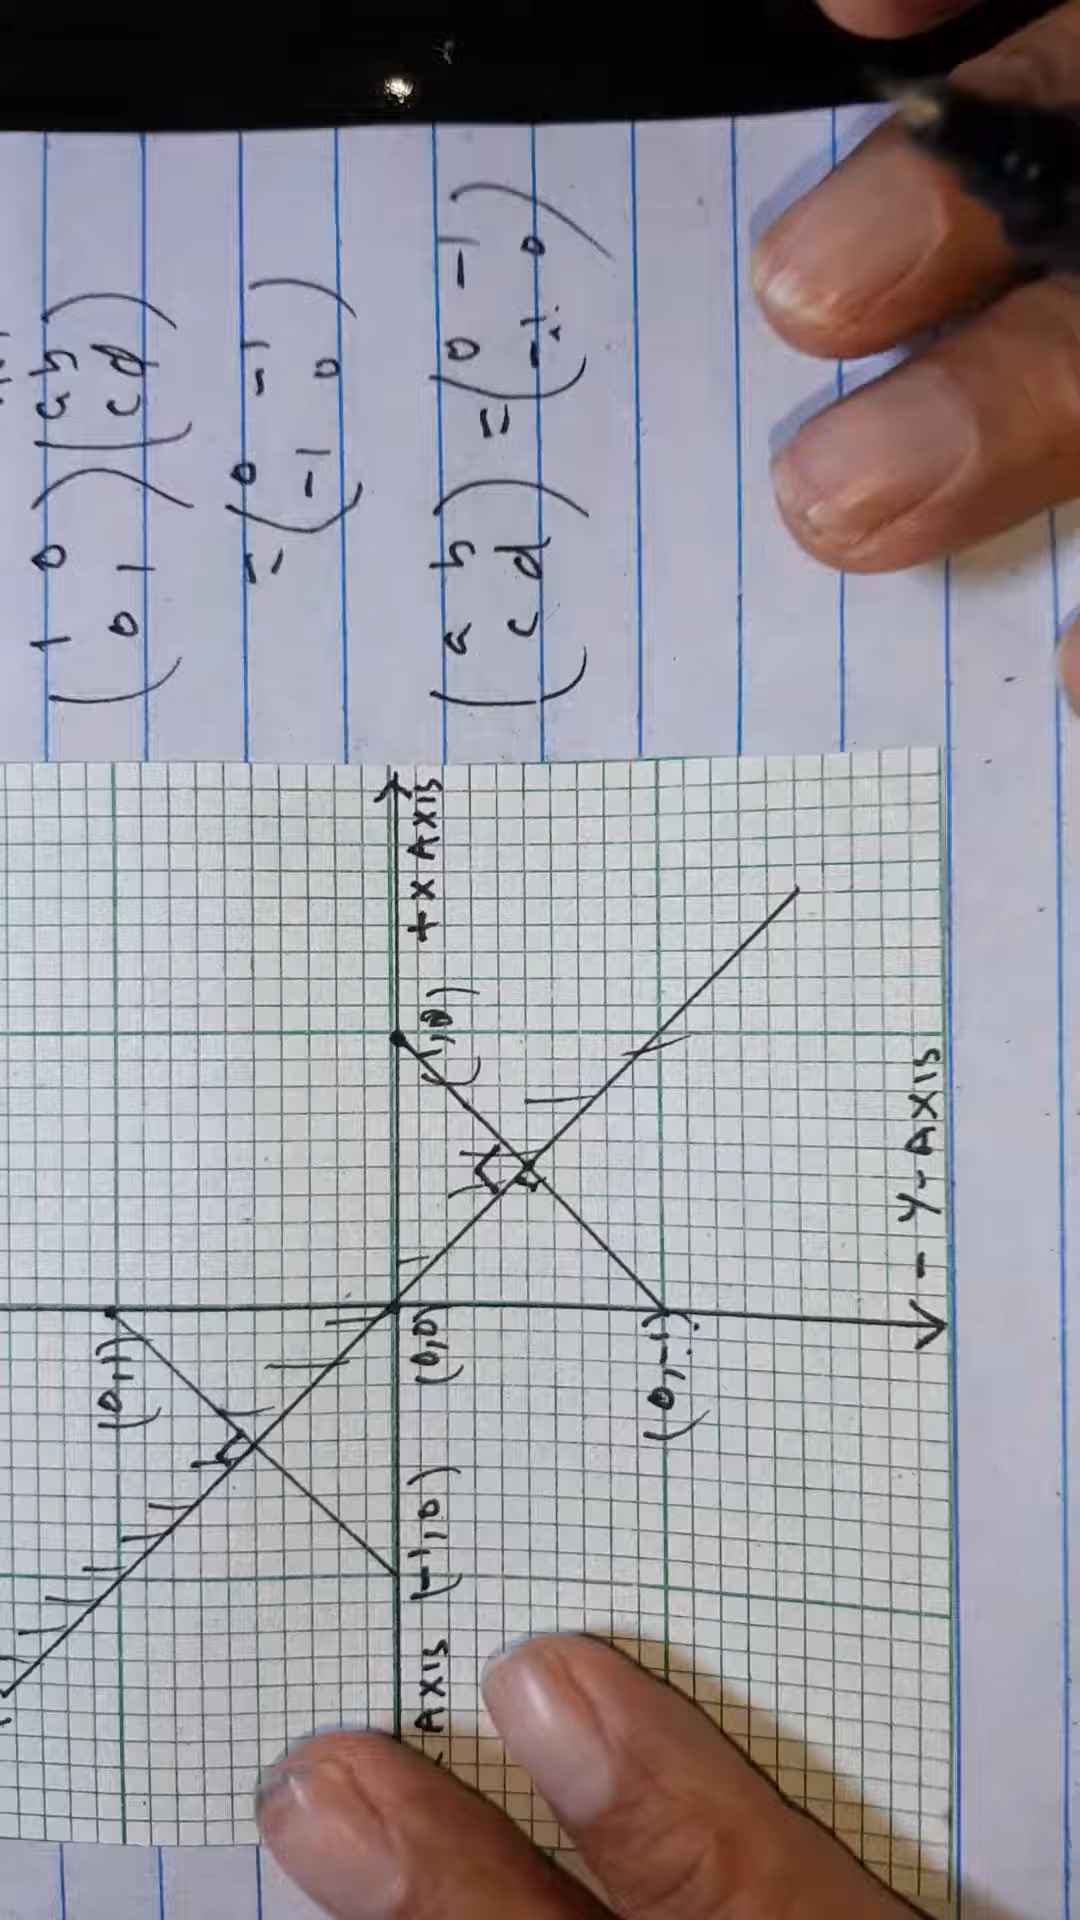 (1 0) (a b)
(0 1) (c d)
= (0 -1)
(-1 0)
(a b) = (0 -1)
(c d) (-1 0)
+X AXIS
(1,0)
(0,1)
(0,0)
(0,-1)
(-1,0)
- Y-AXIS
AXIS